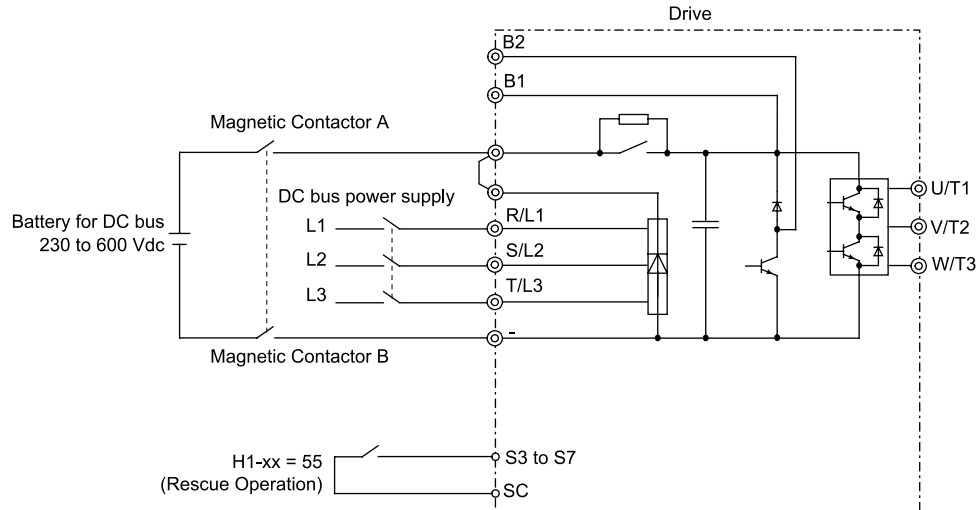 Drive
B2
B1
Magnetic Contactor A
DC bus power supply
U/T1
Battery for DC bus
230 to 600 Vdc
L1
R/L1
V/T2
L2
S/L2
W/T3
L3
T/L3
-
Magnetic Contactor B
H1-xx = 55
(Rescue Operation)
S3 to S7
SC